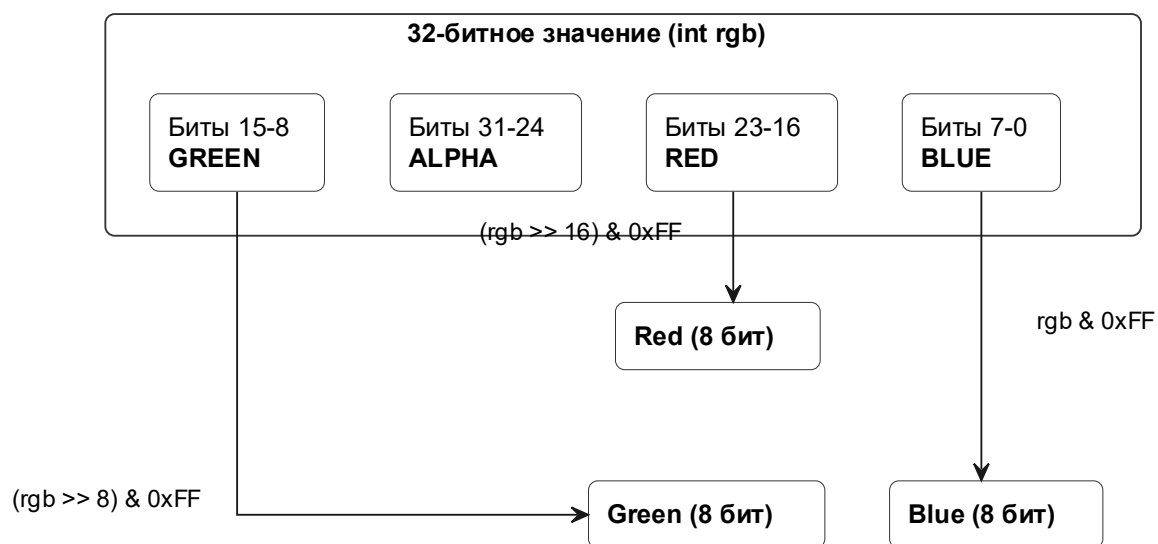 32-битное значение (int rgb)
Биты 15-8
GREEN
Биты 31-24
ALPHA
Биты 23-16
RED
Биты 7-0
BLUE
(rgb >> 16) & 0xFF
rgb & 0xFF
Red (8 бит)
(rgb >> 8) & 0xFF
Green (8 бит)
Blue (8 бит)